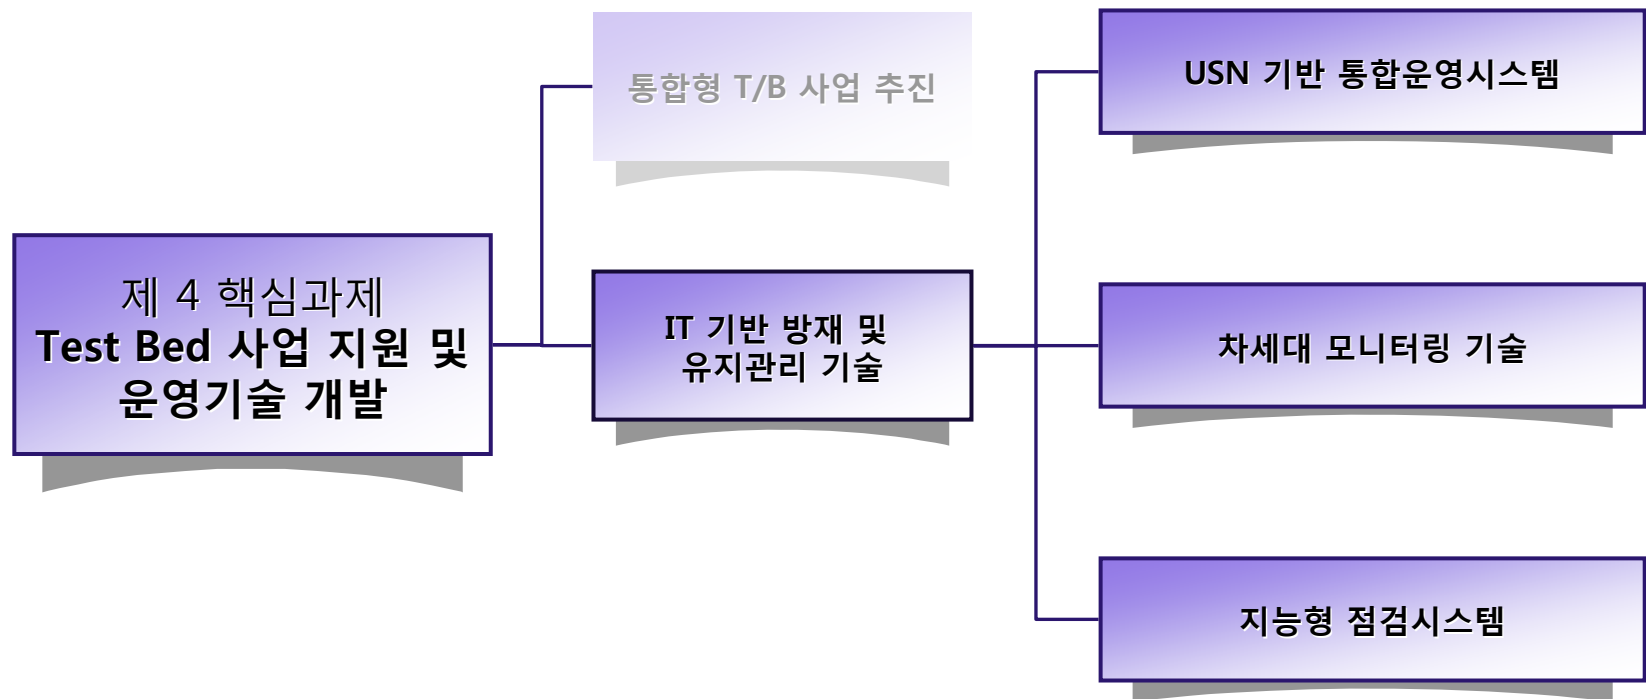 통합형 T/B 사업 추진
USN 기반 통합운영시스템
제 4 핵심과제
Test Bed 사업 지원 및
운영기술 개발
IT 기반 방재 및
유지관리 기술
차세대 모니터링 기술
지능형 점검시스템